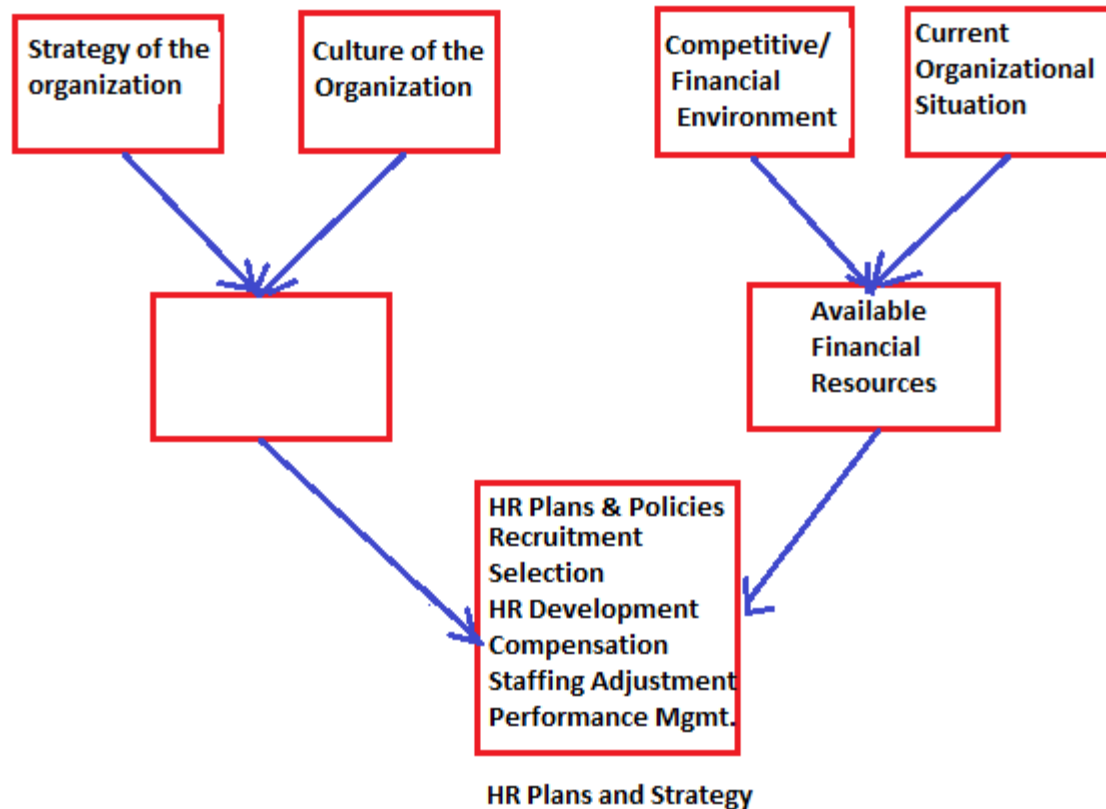 Strategy of the
organization
Culture of the
Organization
Competitive/
Financial
Environment
Current
Organizational
Situation
Available
Financial
Resources
HR Plans & Policies
Recruitment
Selection
HR Development
Compensation
Staffing Adjustment
Performance Mgmt.
HR Plans and Strategy